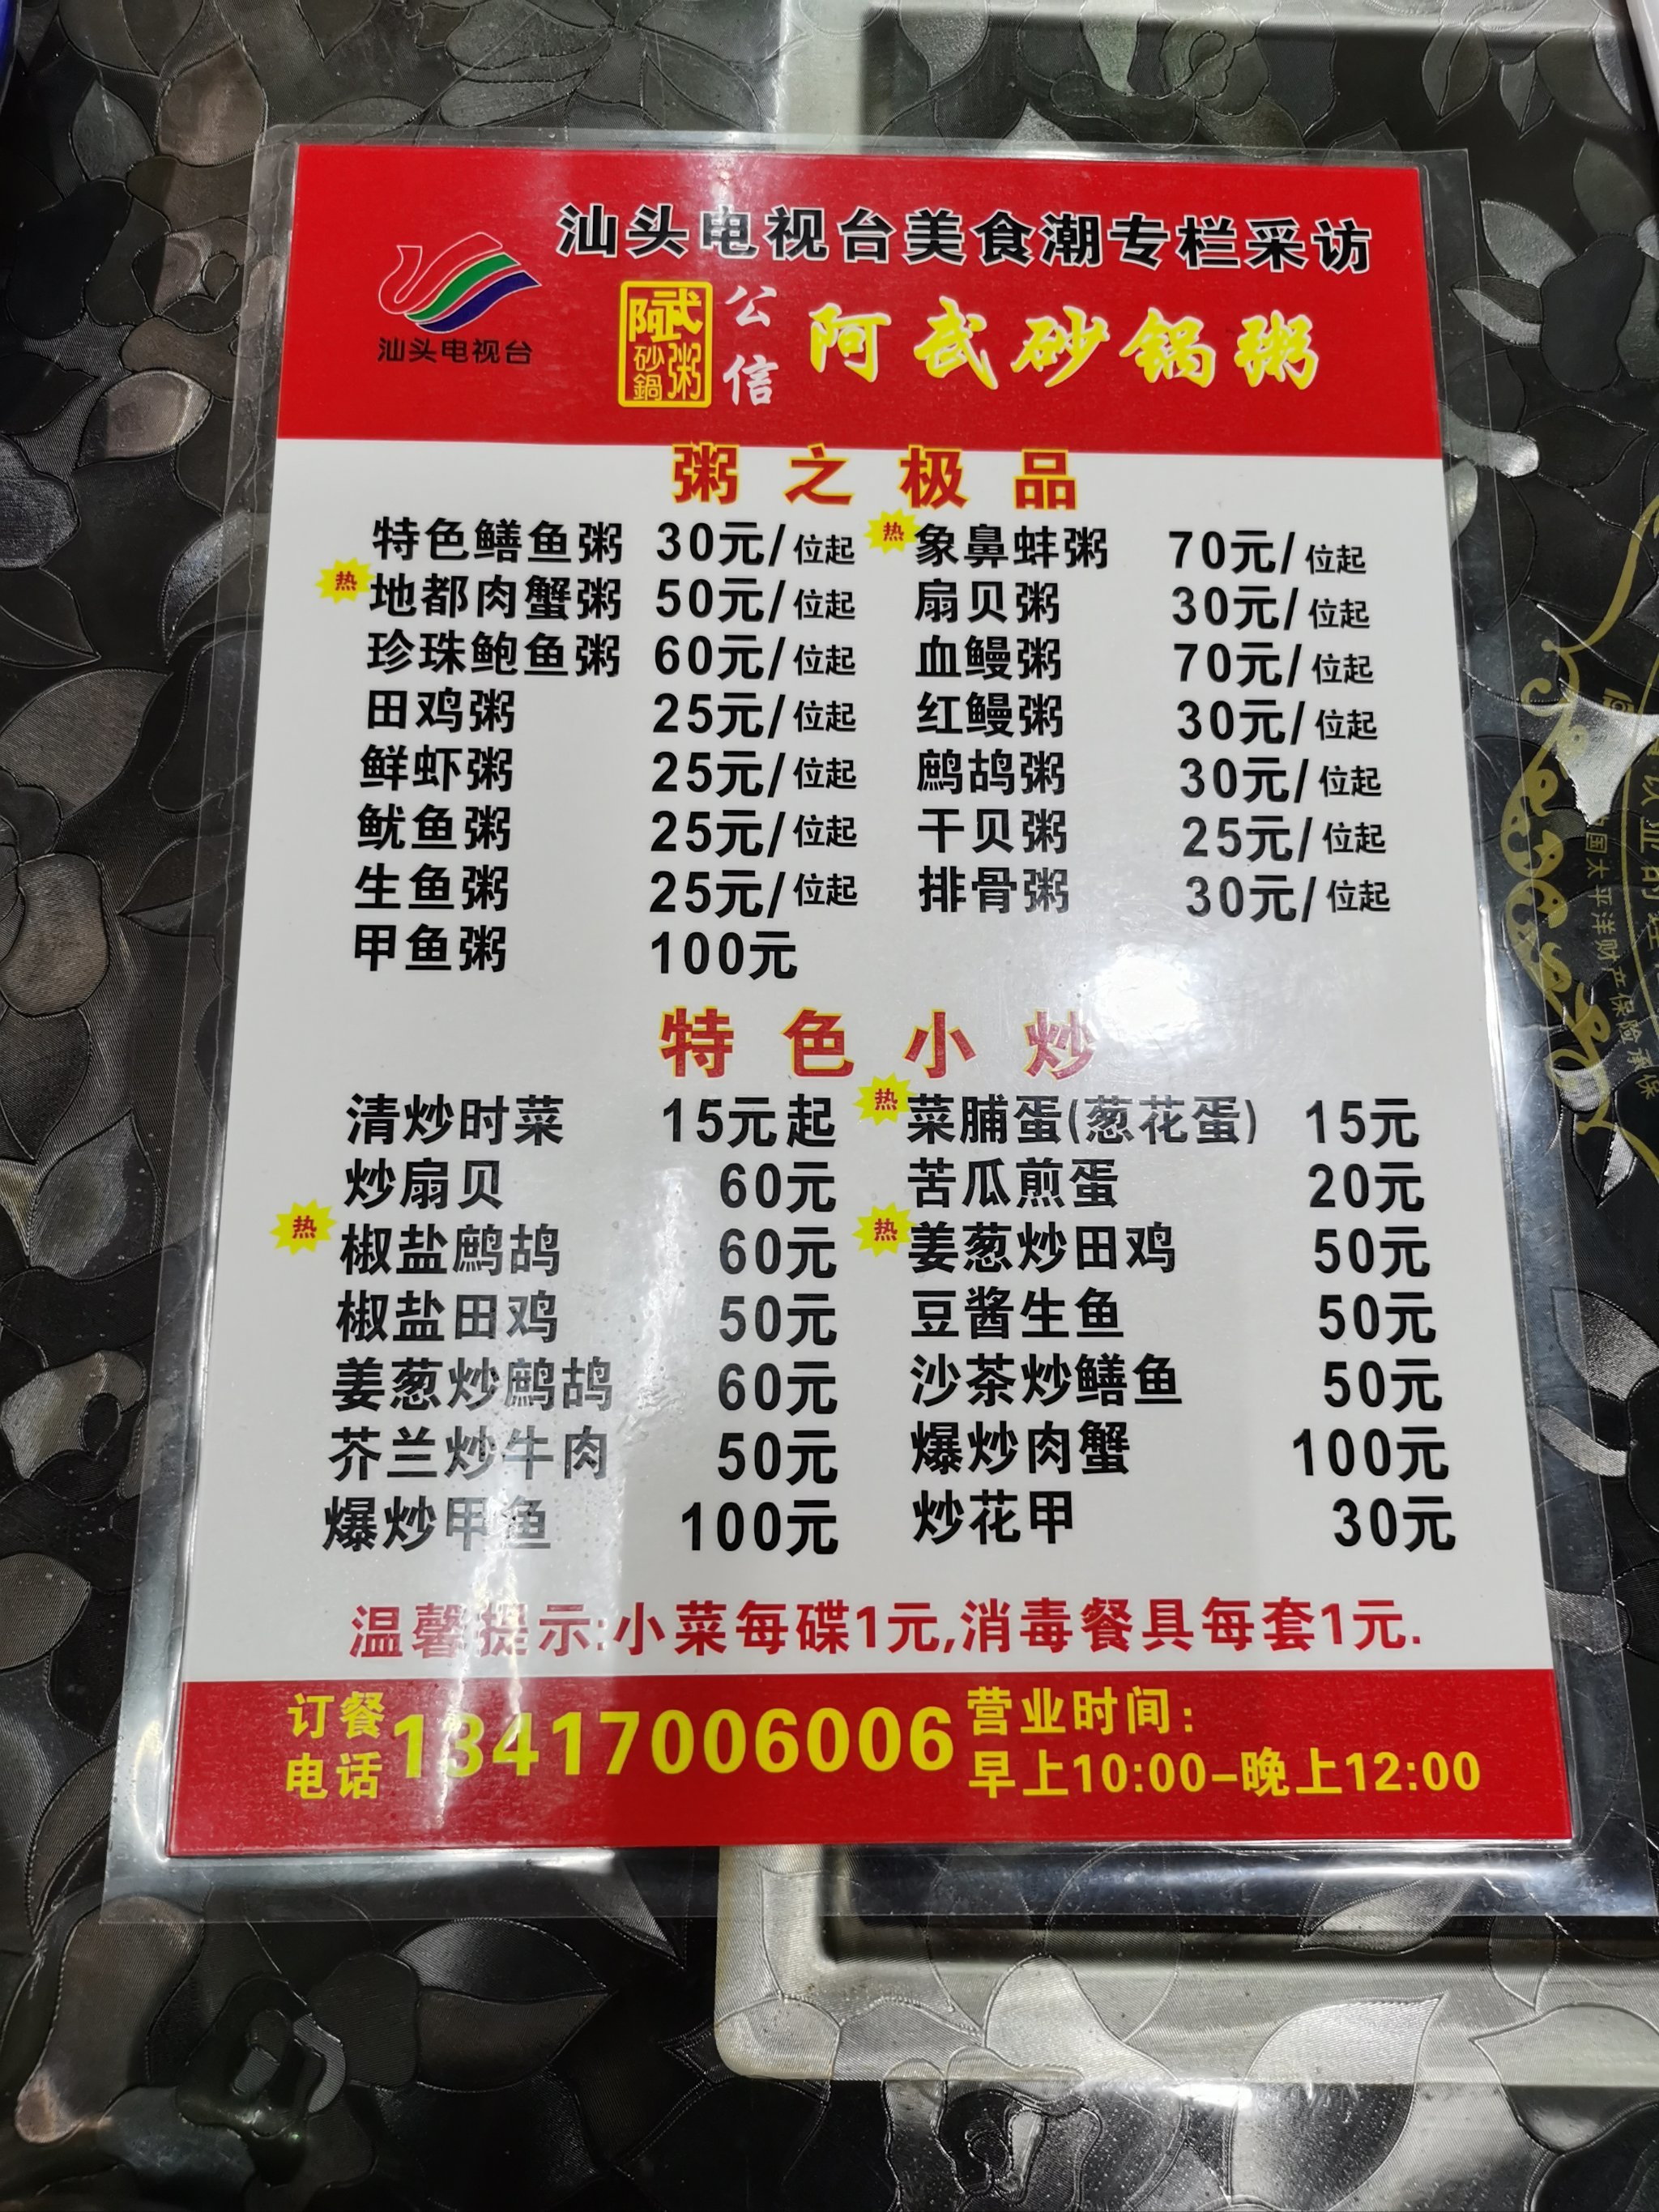 汕头电视台美食潮专栏采访
汕头电视台
阿武砂鍋粥
公信
阿武砂锅粥
粥之极品
特色鳝鱼粥 30元/位起 热 象鼻蚌粥 70元/位起
热 地都肉蟹粥 50元/位起 扇贝粥 30元/位起
珍珠鲍鱼粥 60元/位起 血鳗粥 70元/位起
田鸡粥 25元/位起 红鳗粥 30元/位起
鲜虾粥 25元/位起 鹧鸪粥 30元/位起
鱿鱼粥 25元/位起 干贝粥 25元/位起
生鱼粥 25元/位起 排骨粥 30元/位起
甲鱼粥 100元
特色小炒
清炒时菜 15元起 热 菜脯蛋(葱花蛋) 15元
炒扇贝 60元 苦瓜煎蛋 20元
热 椒盐鹧鸪 60元 热 姜葱炒田鸡 50元
椒盐田鸡 50元 豆酱生鱼 50元
姜葱炒鹧鸪 60元 沙茶炒鳝鱼 50元
芥兰炒牛肉 50元 爆炒肉蟹 100元
爆炒甲鱼 100元 炒花甲 30元
温馨提示:小菜每碟1元,消毒餐具每套1元.
订餐电话 13417006006 营业时间:
早上10:00-晚上12:00
国太平洋财产保险承保